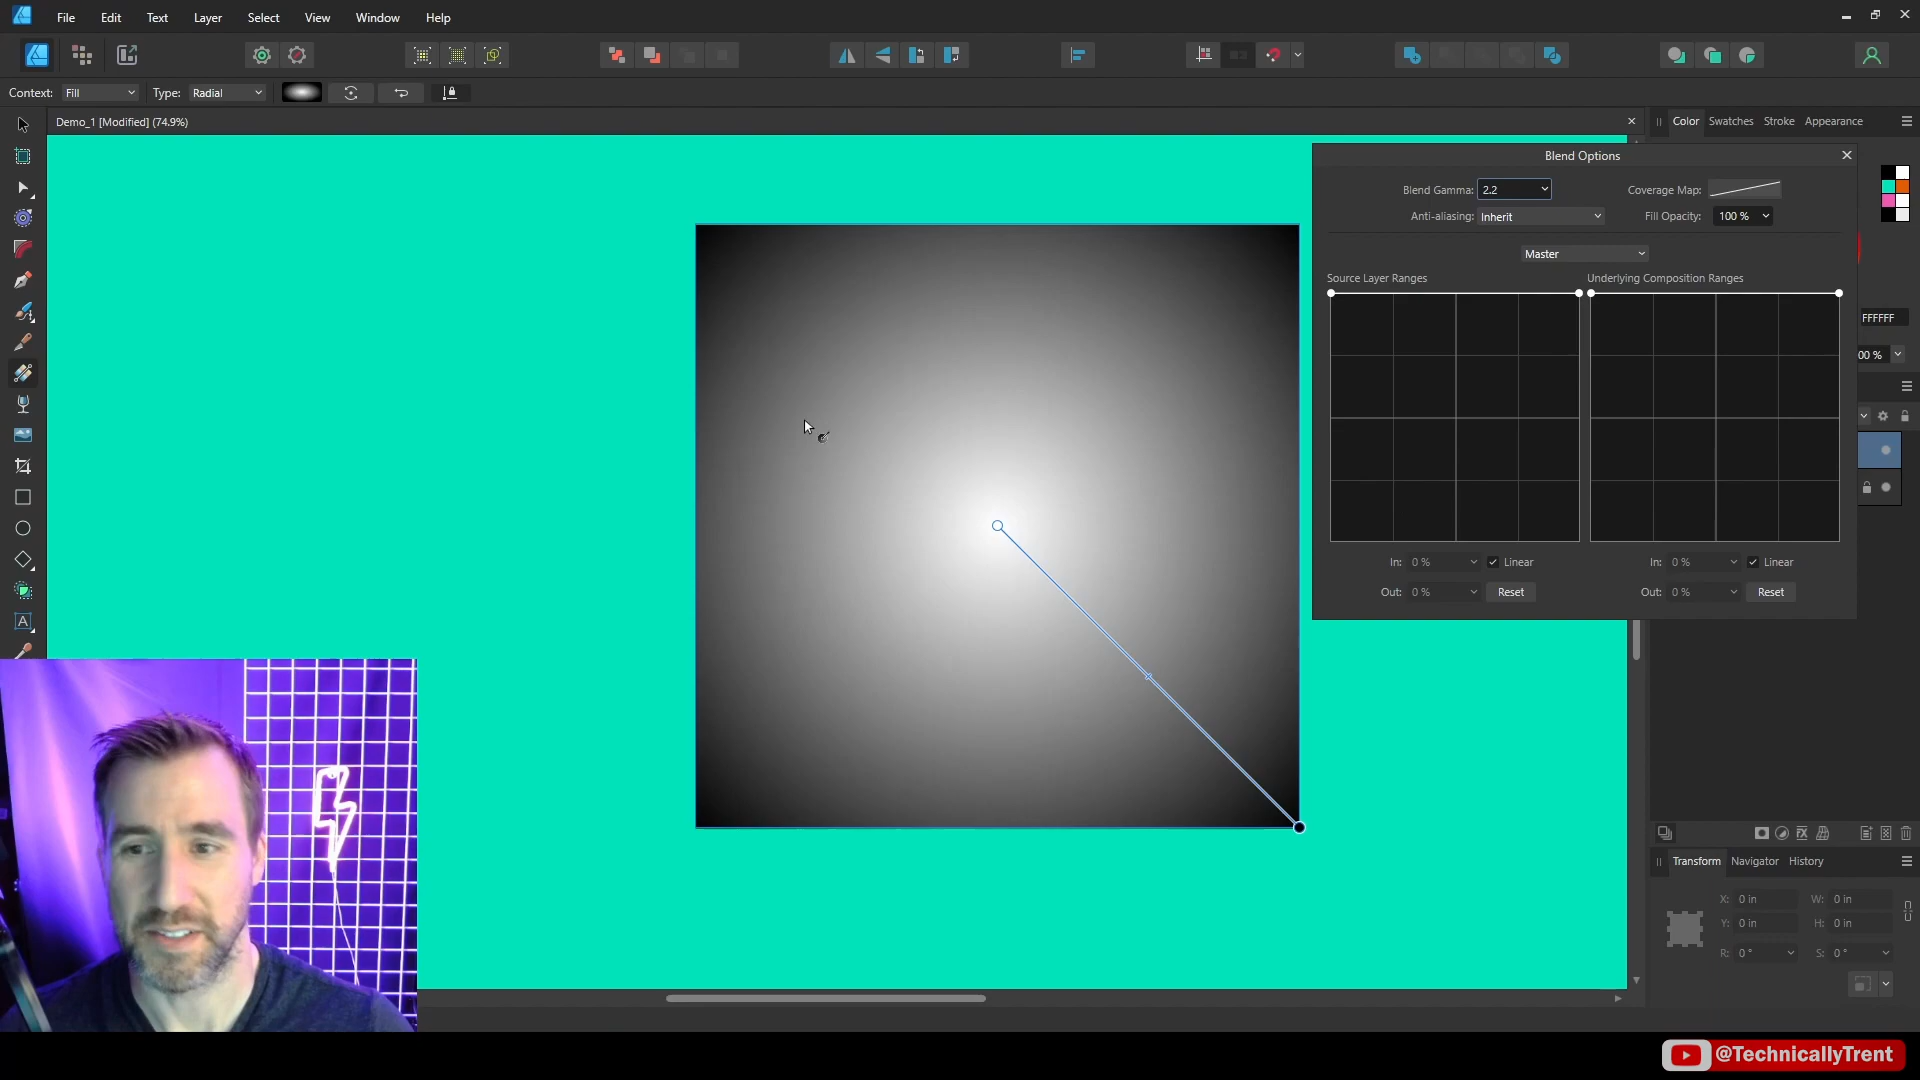 File Edit Text Layer Select View Window Help
Context: Fill Type: Radial
Demo_1 [Modified] (74.9%)
Color Swatches Stroke Appearance
Blend Options
Blend Gamma: 2.2 Coverage Map:
Anti-aliasing: Inherit Fill Opacity: 100 %
Master
Source Layer Ranges Underlying Composition Ranges
FFFFFF
00 %
In: 0 % Linear In: 0 % Linear
Out: 0 % Reset Out: 0 % Reset
Transform Navigator History
X: 0 in W: 0 in
Y: 0 in H: 0 in
R: 0 ° S: 0 °
@TechnicallyTrent